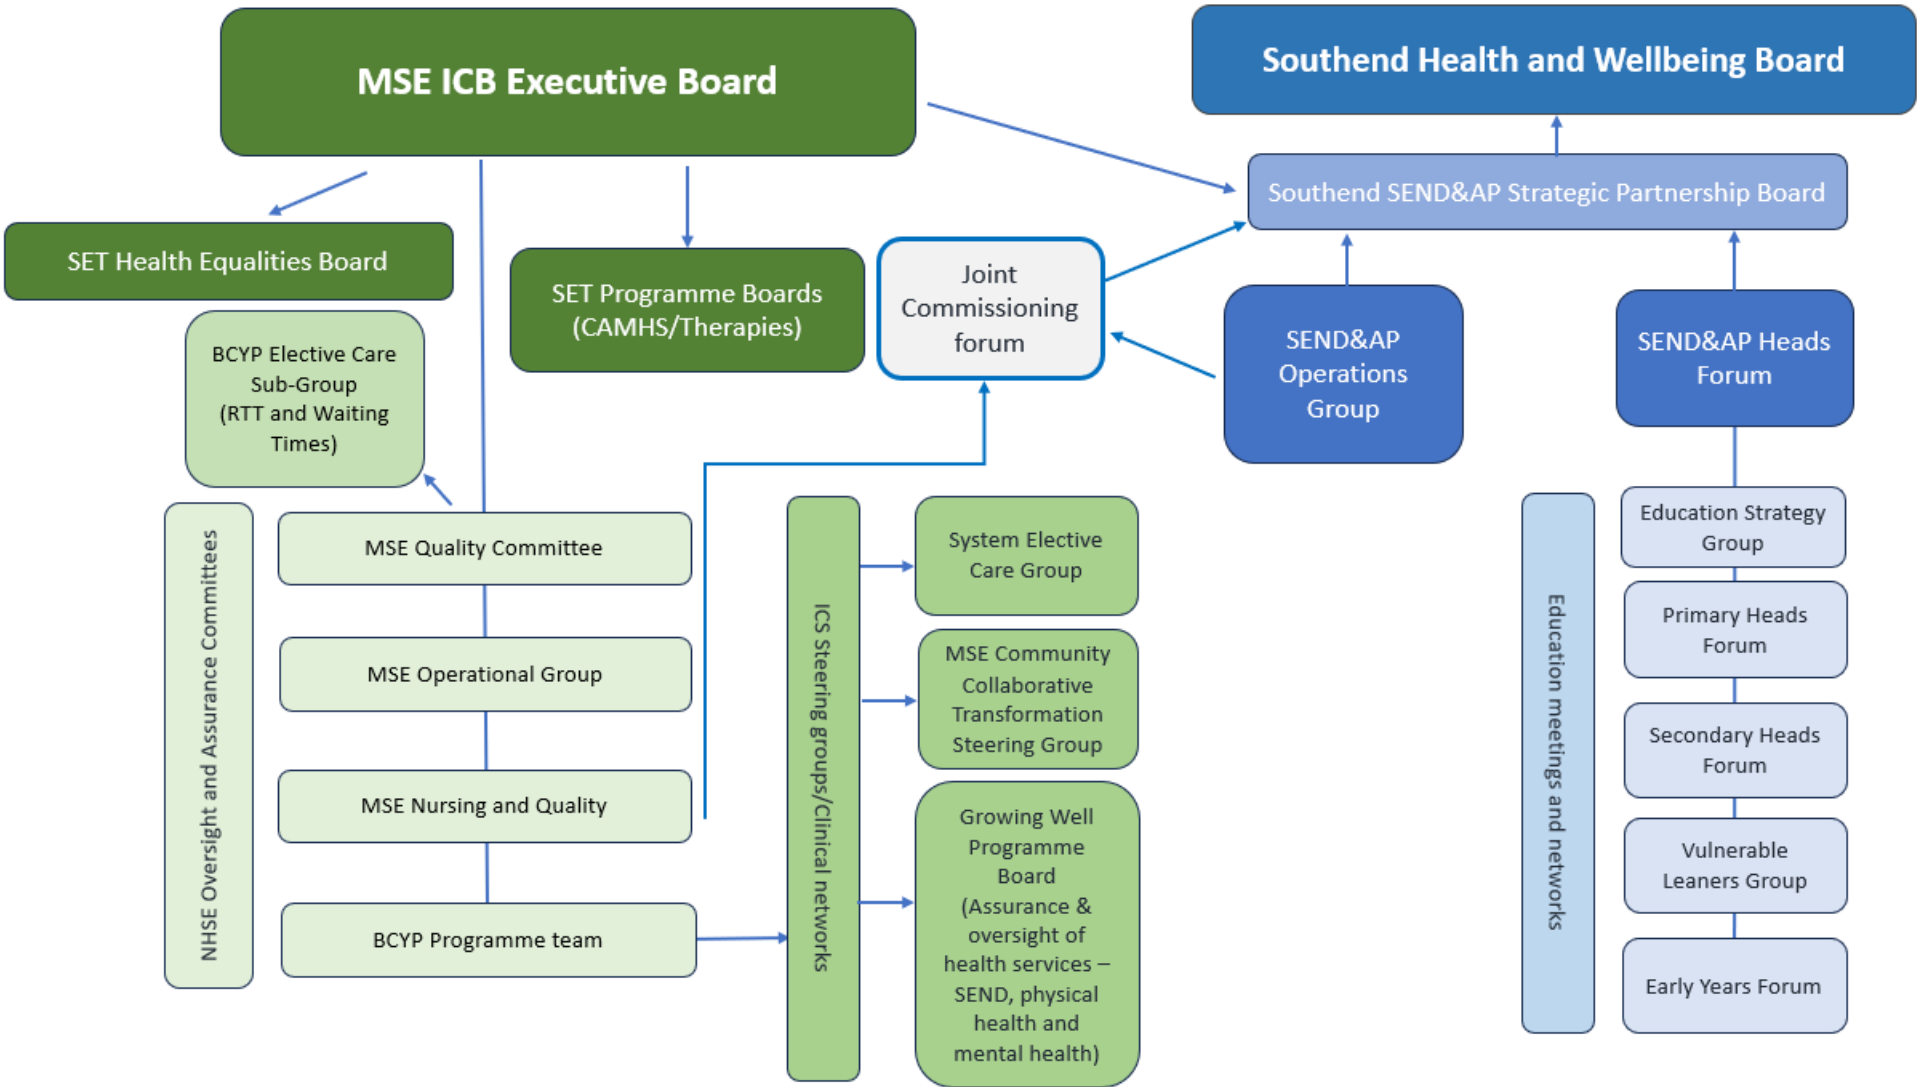 MSE ICB Executive Board
Southend Health and Wellbeing Board
Southend SEND&AP Strategic Partnership Board
SET Health Equalities Board
SET Programme Boards
(CAMHS/Therapies)
Joint
Commissioning
forum
SEND&AP
Operations
Group
SEND&AP Heads
Forum
BCYP Elective Care
Sub-Group
(RTT and Waiting
Times)
NHSE Oversight and Assurance Committees
MSE Quality Committee
MSE Operational Group
MSE Nursing and Quality
BCYP Programme team
ICS Steering groups/Clinical networks
System Elective
Care Group
MSE Community
Collaborative
Transformation
Steering Group
Growing Well
Programme
Board
(Assurance &
oversight of
health services –
SEND, physical
health and
mental health)
Education meetings and networks
Education Strategy
Group
Primary Heads
Forum
Secondary Heads
Forum
Vulnerable
Leaners Group
Early Years Forum